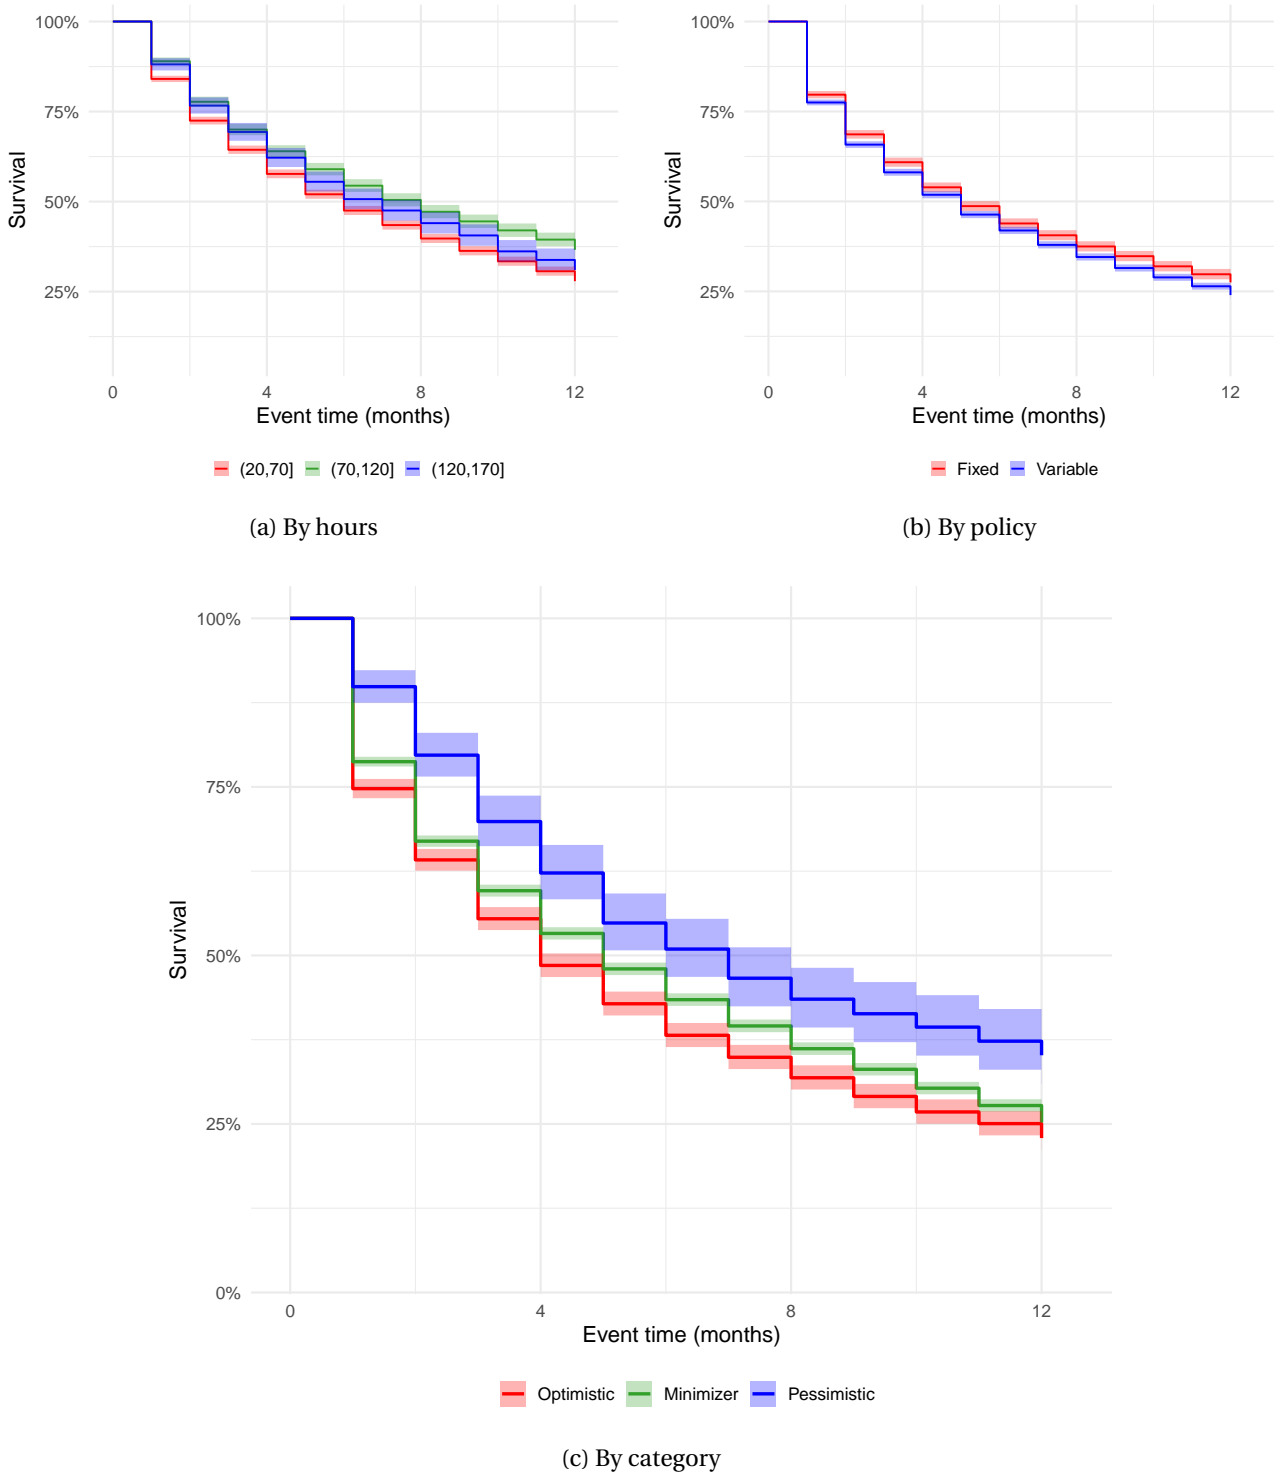 100%
75%
50%
25%
Survival
0 4 8 12
Event time (months)
(20,70] (70,120] (120,170]
(a) By hours
100%
75%
50%
25%
Survival
0 4 8 12
Event time (months)
Fixed Variable
(b) By policy
100%
75%
50%
25%
0%
Survival
0 4 8 12
Event time (months)
Optimistic Minimizer Pessimistic
(c) By category